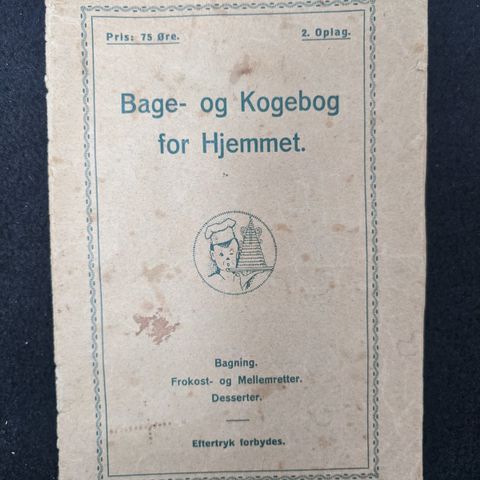 Pris: 75 Øre. 2. Oplag.
Bage- og Kogebog
for Hjemmet.
Bagning.
Frokost- og Mellemretter.
Desserter.
Eftertryk forbydes.